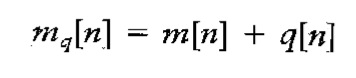 m_q[n] = m[n] + q[n]